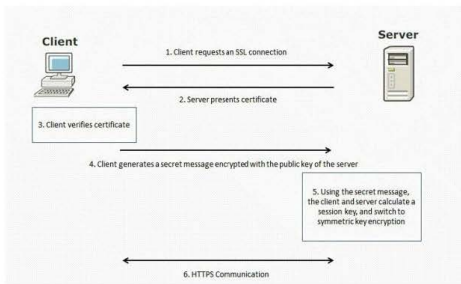 Client
Server
1. Client requests an SSL connection
2. Server presents certificate
3. Client verifies certificate
4. Client generates a secret message encrypted with the public key of the server
5. Using the secret message,
the client and server calculate a
session key, and switch to
symmetric key encryption
6. HTTPS Communication